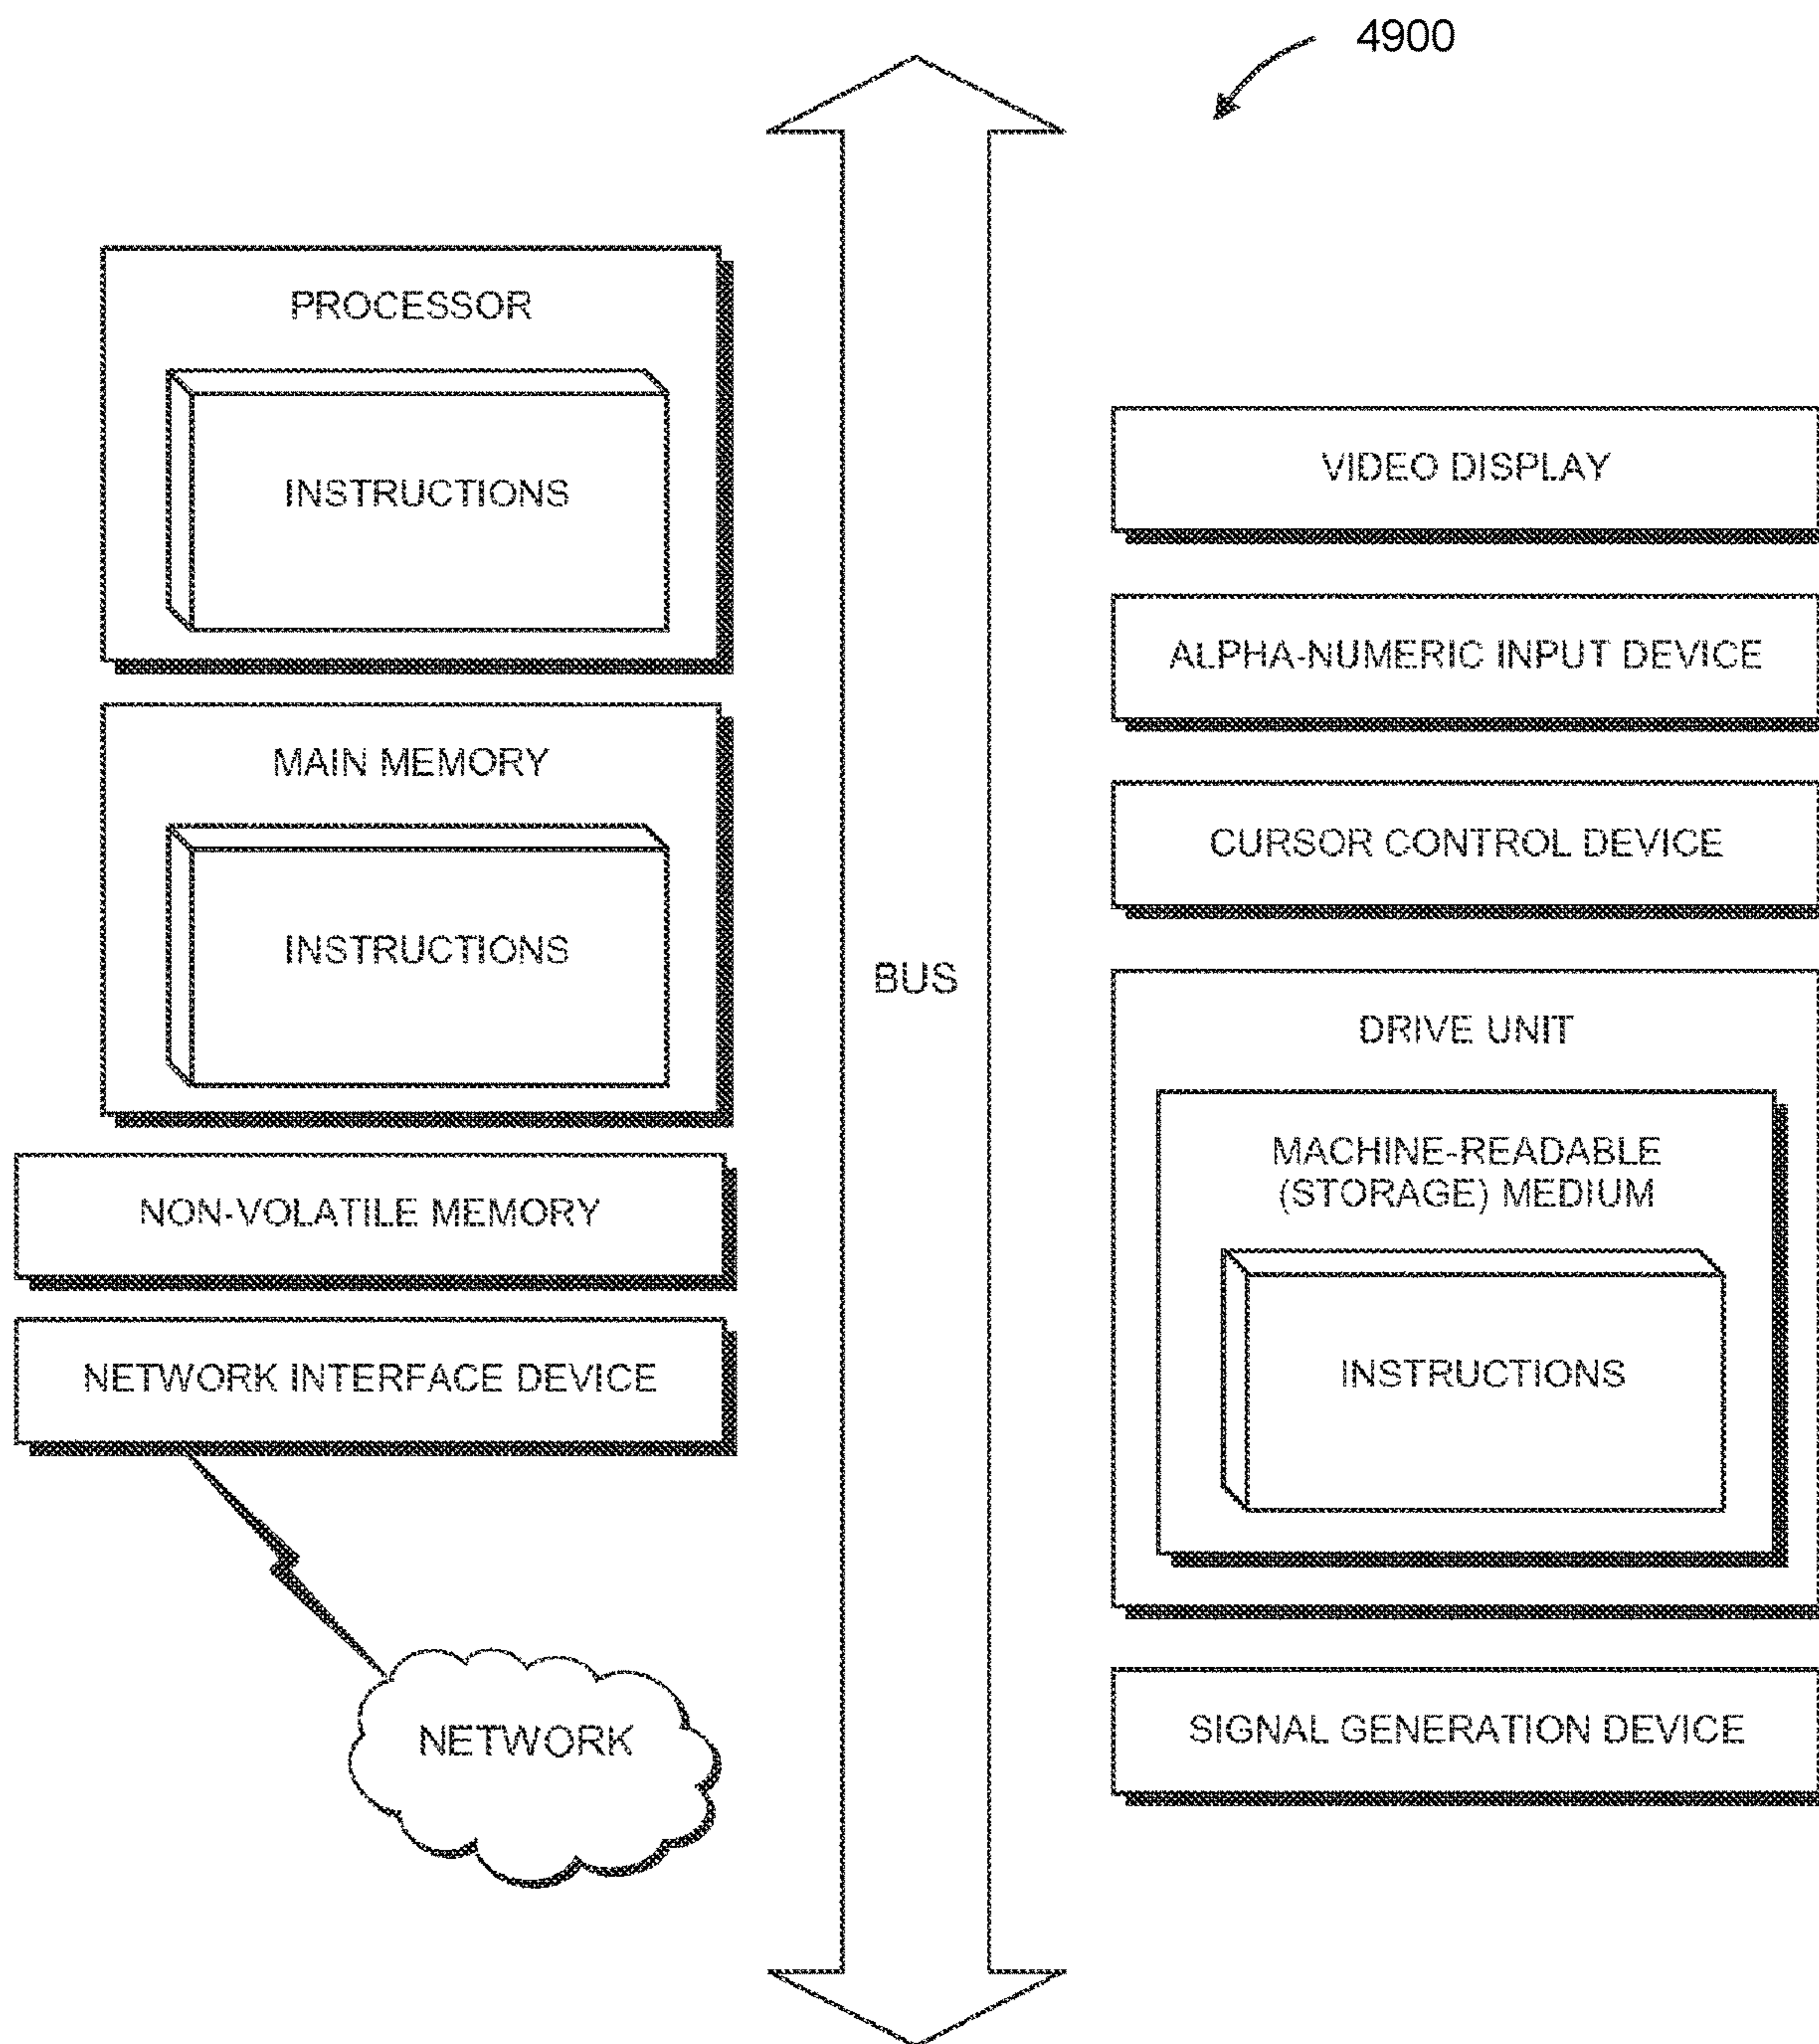 4900
PROCESSOR
INSTRUCTIONS
MAIN MEMORY
INSTRUCTIONS
NON-VOLATILE MEMORY
NETWORK INTERFACE DEVICE
NETWORK
BUS
VIDEO DISPLAY
ALPHA-NUMERIC INPUT DEVICE
CURSOR CONTROL DEVICE
DRIVE UNIT
MACHINE-READABLE
(STORAGE) MEDIUM
INSTRUCTIONS
SIGNAL GENERATION DEVICE